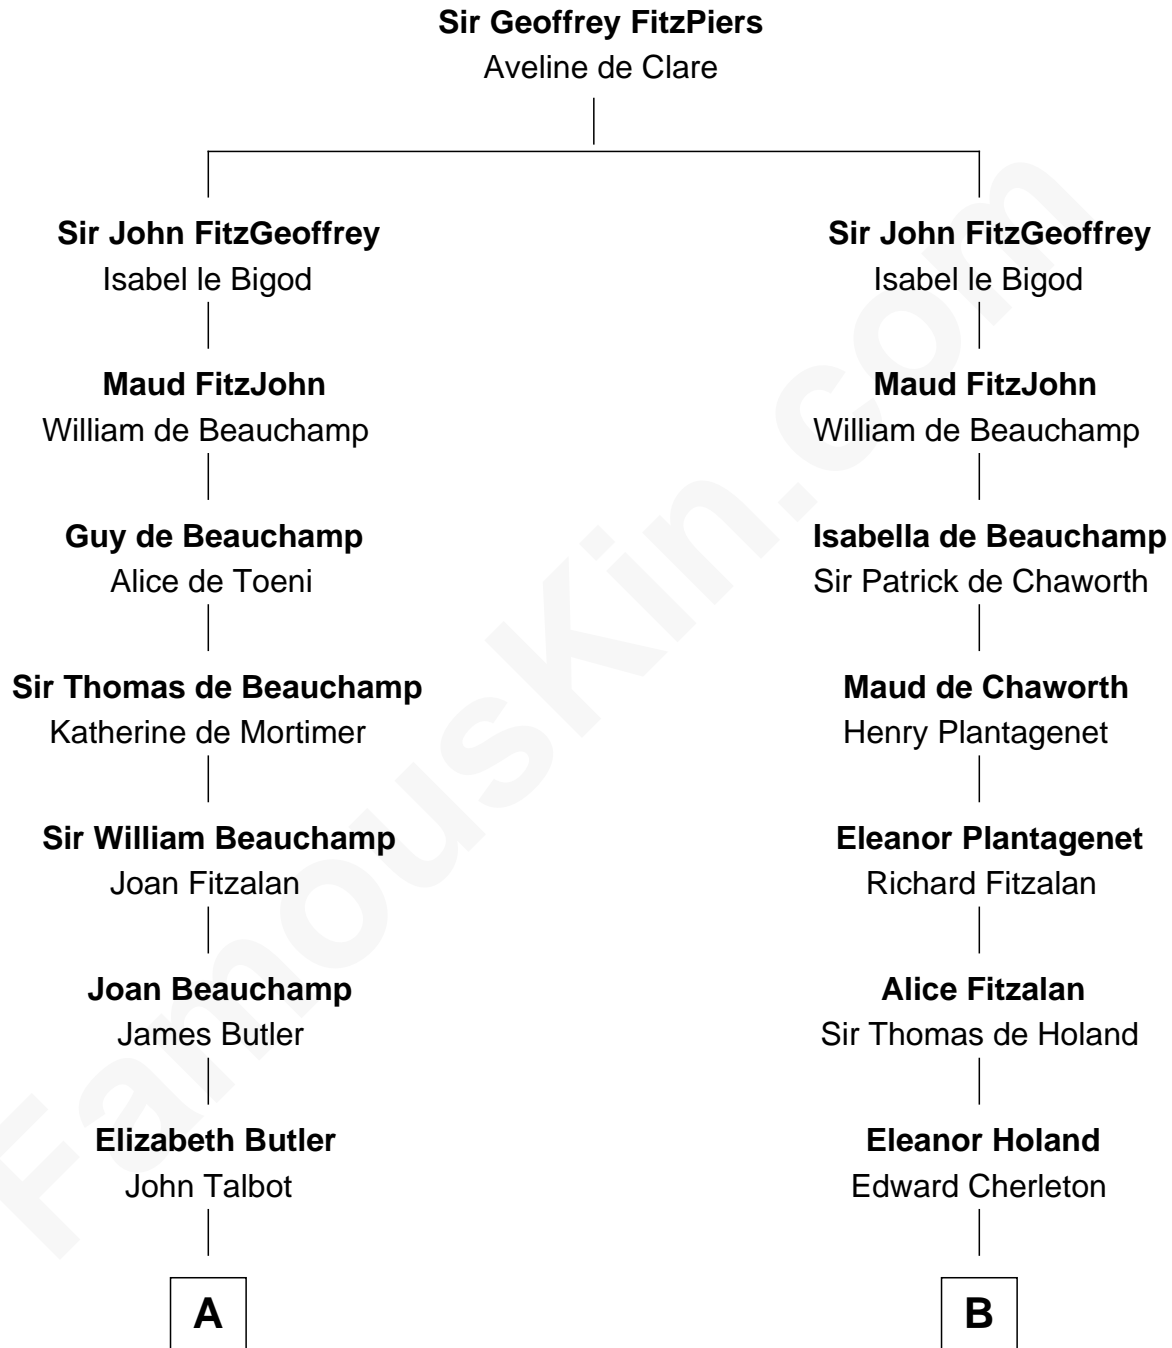 Sir Geoffrey FitzPiers
Aveline de Clare
Sir John FitzGeoffrey
Isabel le Bigod
Sir John FitzGeoffrey
Isabel le Bigod
Maud FitzJohn
William de Beauchamp
Maud FitzJohn
William de Beauchamp
Guy de Beauchamp
Alice de Toeni
Isabella de Beauchamp
Sir Patrick de Chaworth
Sir Thomas de Beauchamp
Katherine de Mortimer
Maud de Chaworth
Henry Plantagenet
Sir William Beauchamp
Joan Fitzalan
Eleanor Plantagenet
Richard Fitzalan
Joan Beauchamp
James Butler
Alice Fitzalan
Sir Thomas de Holand
Elizabeth Butler
John Talbot
Eleanor Holand
Edward Cherleton
A
B
FamousKin.com